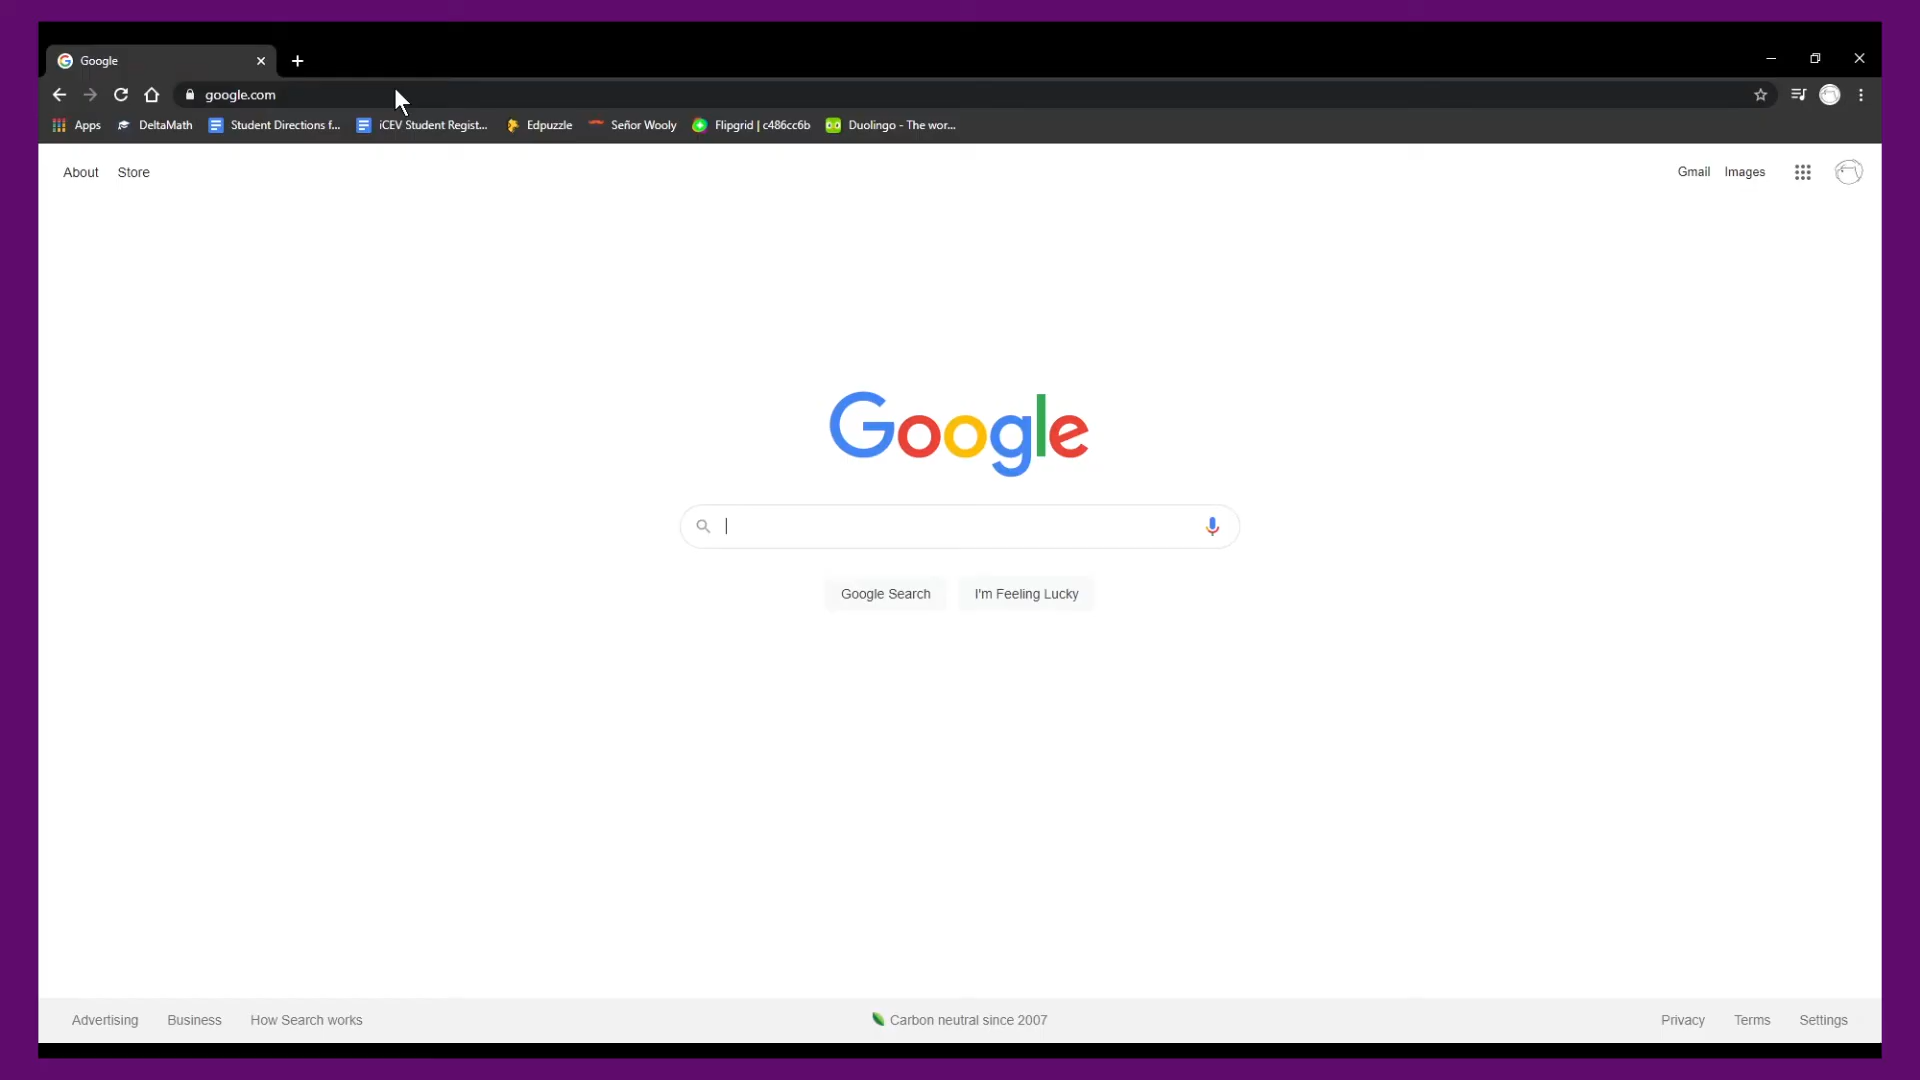 Google
google.com
Apps DeltaMath Student Directions f... iCEV Student Regist... Edpuzzle Señor Wooly Flipgrid | c486cc6b Duolingo - The wor...
About Store Gmail Images
Google
Google Search I'm Feeling Lucky
Advertising Business How Search works Carbon neutral since 2007 Privacy Terms Settings